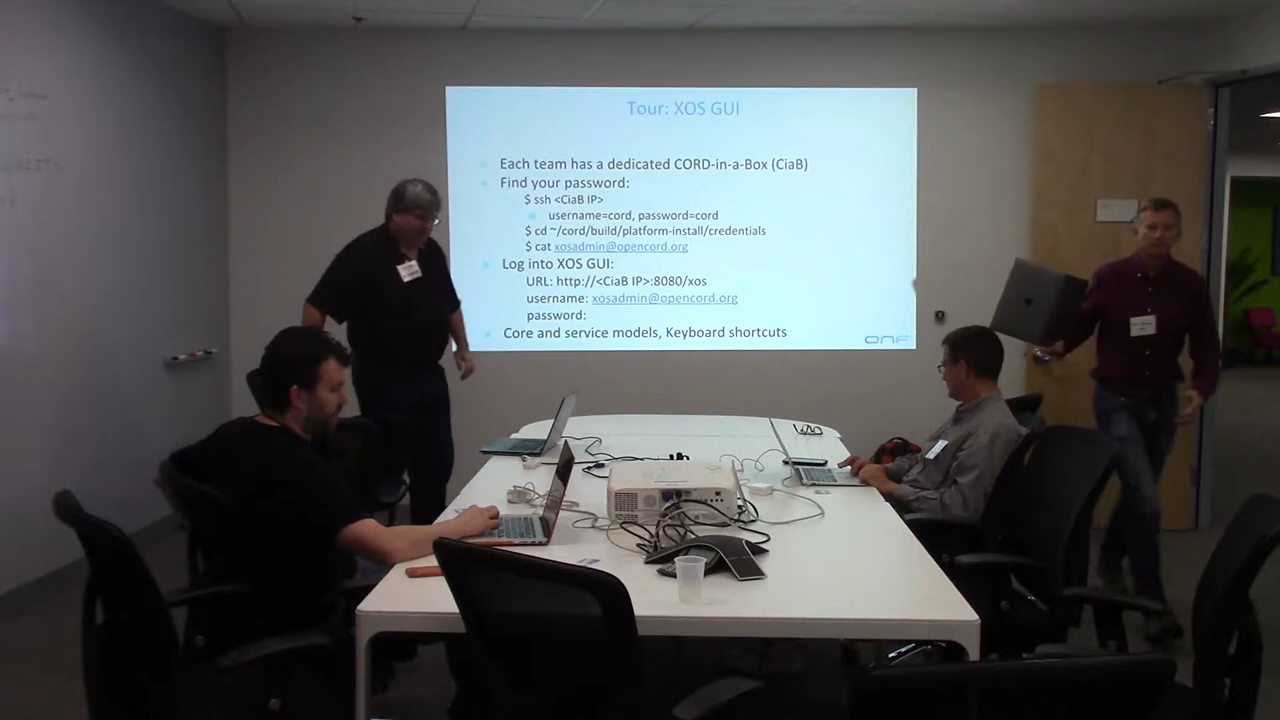 Tour: XOS GUI
Each team has a dedicated CORD-in-a-Box (CiaB)
Find your password:
$ ssh <CiaB IP>
username=cord, password=cord
$ cd ~/cord/build/platform-install/credentials
$ cat xosadmin@opencord.org
Log into XOS GUI:
URL: http://<CiaB IP>:8080/xos
username: xosadmin@opencord.org
password:
Core and service models, Keyboard shortcuts
ONF